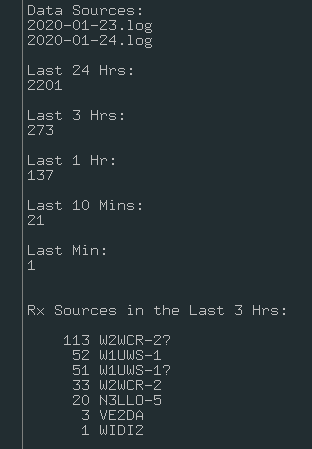 Data Sources:
2020-01-23.log
2020-01-24.log
Last 24 Hrs:
2201
Last 3 Hrs:
273
Last 1 Hr:
137
Last 10 Mins:
21
Last Min:
1
Rx Sources in the Last 3 Hrs:
113 W2WCR-2?
52 W1UWS-1
51 W1UWS-1?
33 W2WCR-2
20 N3LLO-5
3 VE2DA
1 WIDI2